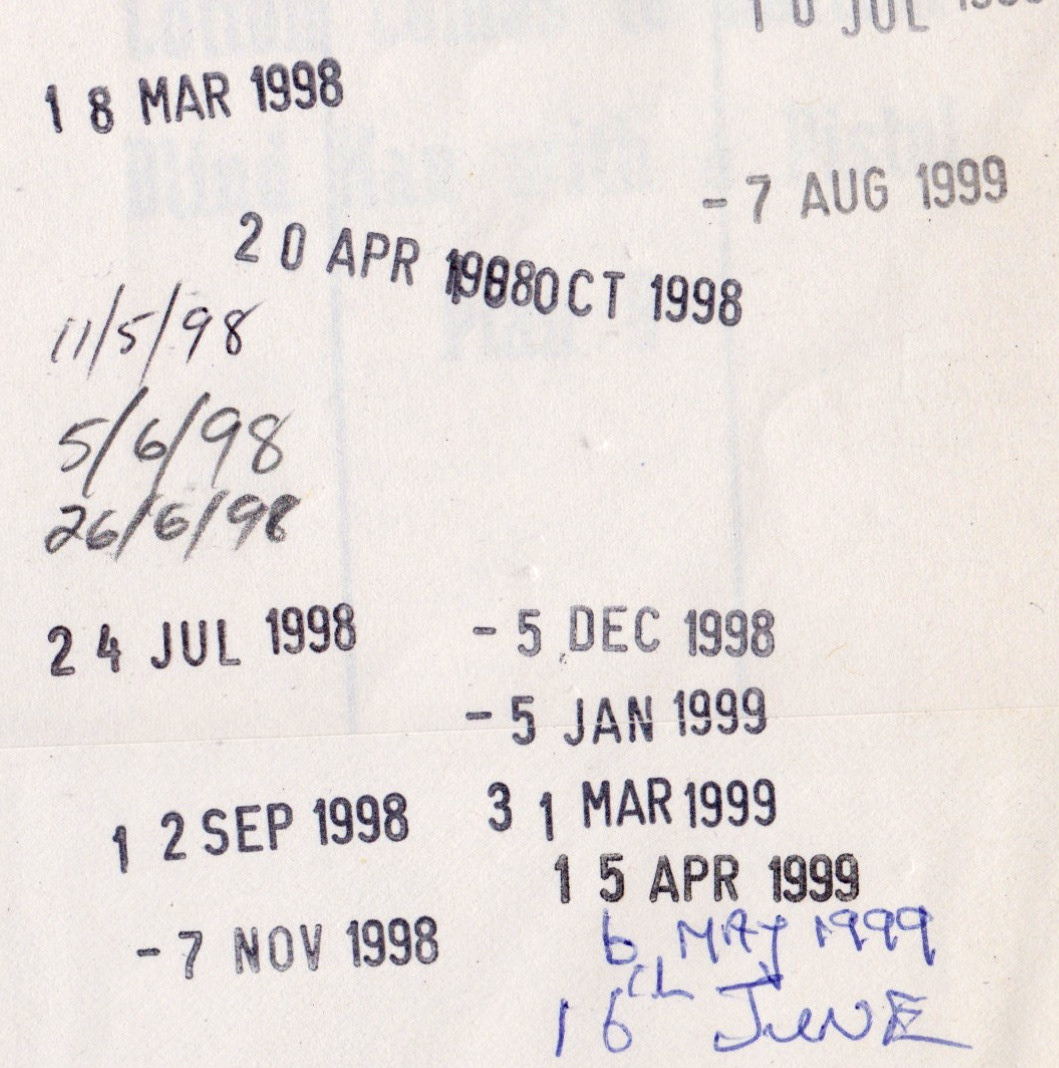 10 JUL
18 MAR 1998
- 7 AUG 1999
20 APR 1998
OCT 1998
11/5/98
5/6/98
26/6/98
24 JUL 1998
- 5 DEC 1998
- 5 JAN 1999
12 SEP 1998
31 MAR 1999
15 APR 1999
- 7 NOV 1998
6 MAY 1999
16th JUNE